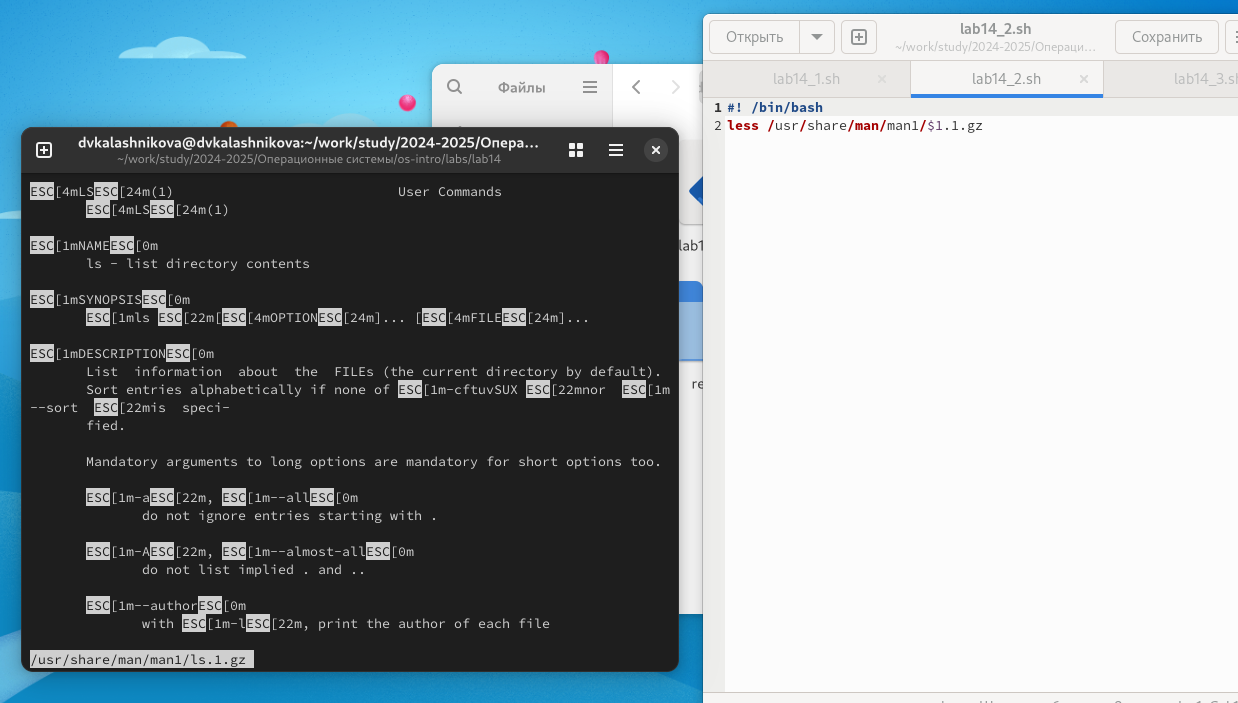 Открыть
lab14_2.sh
~/work/study/2024-2025/Операци...
Сохранить
lab14_1.sh
lab14_2.sh
lab14_3.sh
Файлы
1 #! /bin/bash
2 less /usr/share/man/man1/$1.1.gz
dvkalashnikova@dvkalashnikova:~/work/study/2024-2025/Опера...
~/work/study/2024-2025/Операционные системы/os-intro/labs/lab14
ESC[4mLSESC[24m(1) User Commands
ESC[4mLSESC[24m(1)
ESC[1mNAMEESC[0m
ls - list directory contents
ESC[1mSYNOPSISESC[0m
ESC[1mls ESC[22m[ESC[4mOPTIONESC[24m]... [ESC[4mFILEESC[24m]...
ESC[1mDESCRIPTIONESC[0m
List information about the FILEs (the current directory by default).
Sort entries alphabetically if none of ESC[1m-cftuvSUX ESC[22mnor ESC[1m
--sort ESC[22mis speci-
fied.
Mandatory arguments to long options are mandatory for short options too.
ESC[1m-aESC[22m, ESC[1m--allESC[0m
do not ignore entries starting with .
ESC[1m-AESC[22m, ESC[1m--almost-allESC[0m
do not list implied . and ..
ESC[1m--authorESC[0m
with ESC[1m-lESC[22m, print the author of each file
/usr/share/man/man1/ls.1.gz
lab1
re